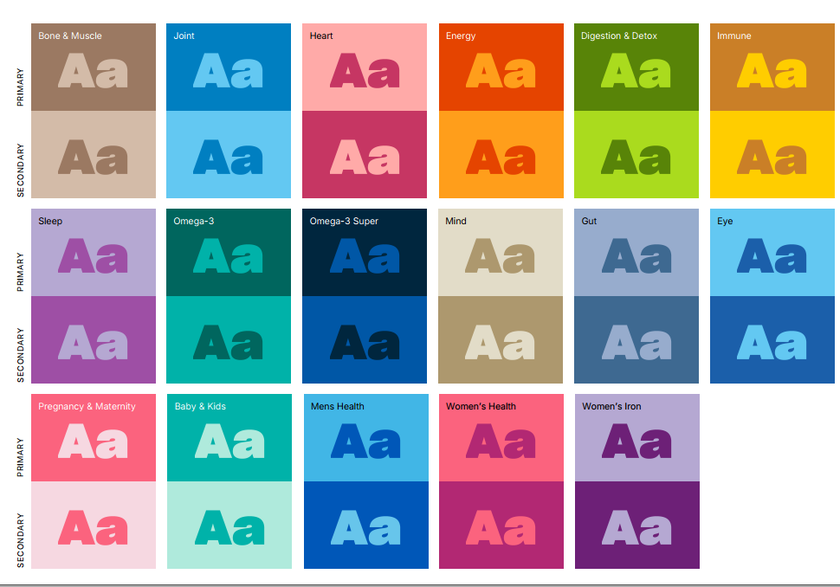 Bone & Muscle
Joint
Heart
Energy
Digestion & Detox
Immune
PRIMARY
Aa
Aa
Aa
Aa
Aa
Aa
SECONDARY
Aa
Aa
Aa
Aa
Aa
Aa
Sleep
Omega-3
Omega-3 Super
Mind
Gut
Eye
PRIMARY
Aa
Aa
Aa
Aa
Aa
Aa
SECONDARY
Aa
Aa
Aa
Aa
Aa
Aa
Pregnancy & Maternity
Baby & Kids
Mens Health
Women's Health
Women's Iron
PRIMARY
Aa
Aa
Aa
Aa
Aa
SECONDARY
Aa
Aa
Aa
Aa
Aa